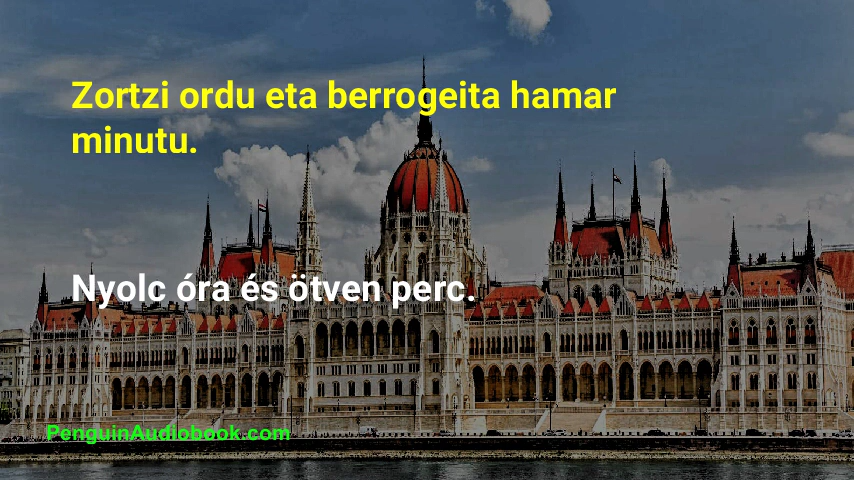 Zortzi ordu eta berrogeita hamar
minutu.
Nyolc óra és ötven perc.
PenguinAudiobook.com